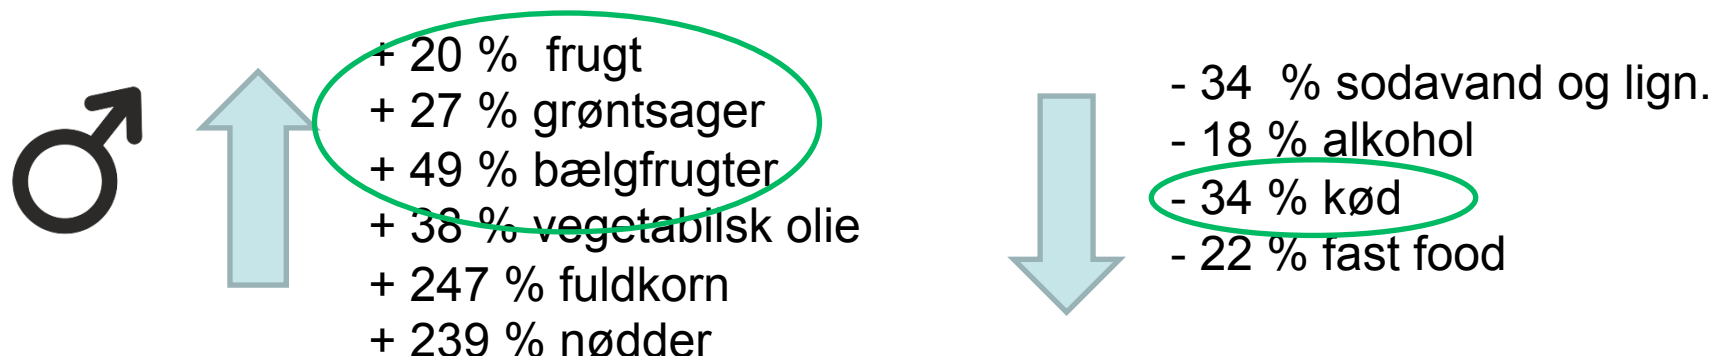 + 20 % frugt
+ 27 % grøntsager
+ 49 % bælgfrugter
+ 38 % vegetabilsk olie
+ 247 % fuldkorn
+ 239 % nødder
- 34 % sodavand og lign.
- 18 % alkohol
- 34 % kød
- 22 % fast food